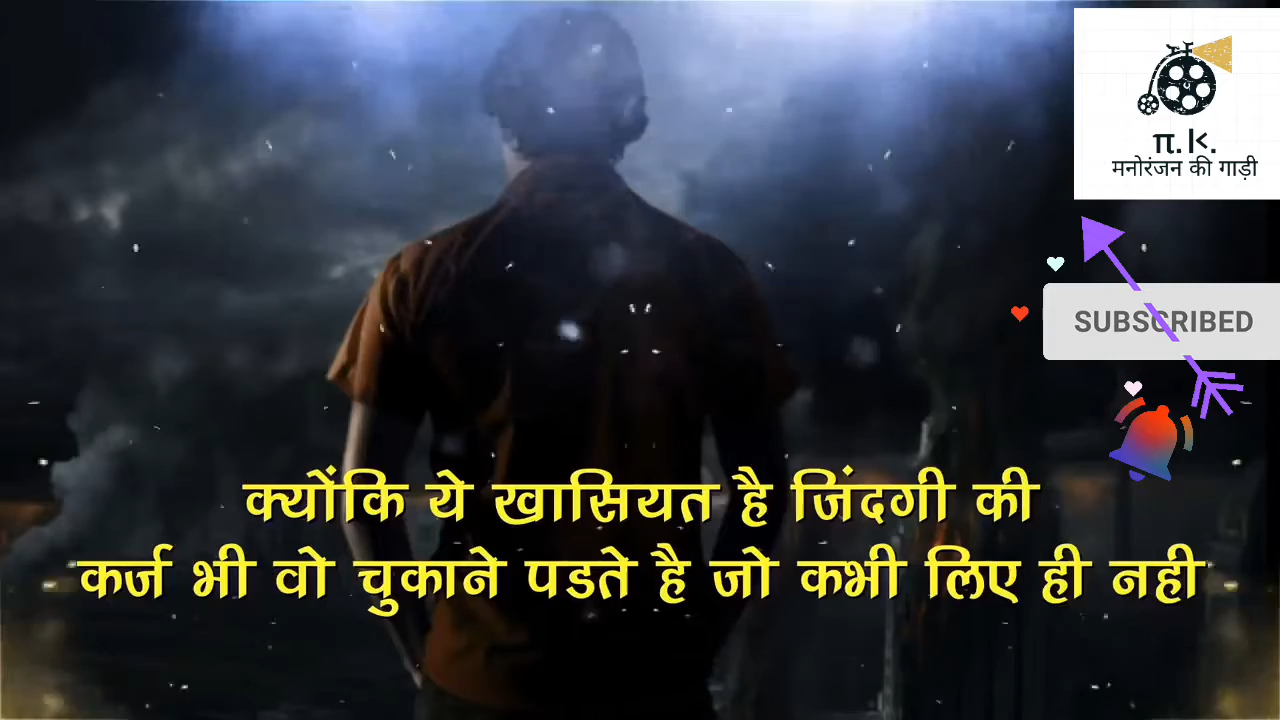 π.k.
मनोरंजन की गाड़ी
SUBSCRIBED
क्योंकि ये खासियत है जिंदगी की
कर्ज भी वो चुकाने पडते है जो कभी लिए ही नही